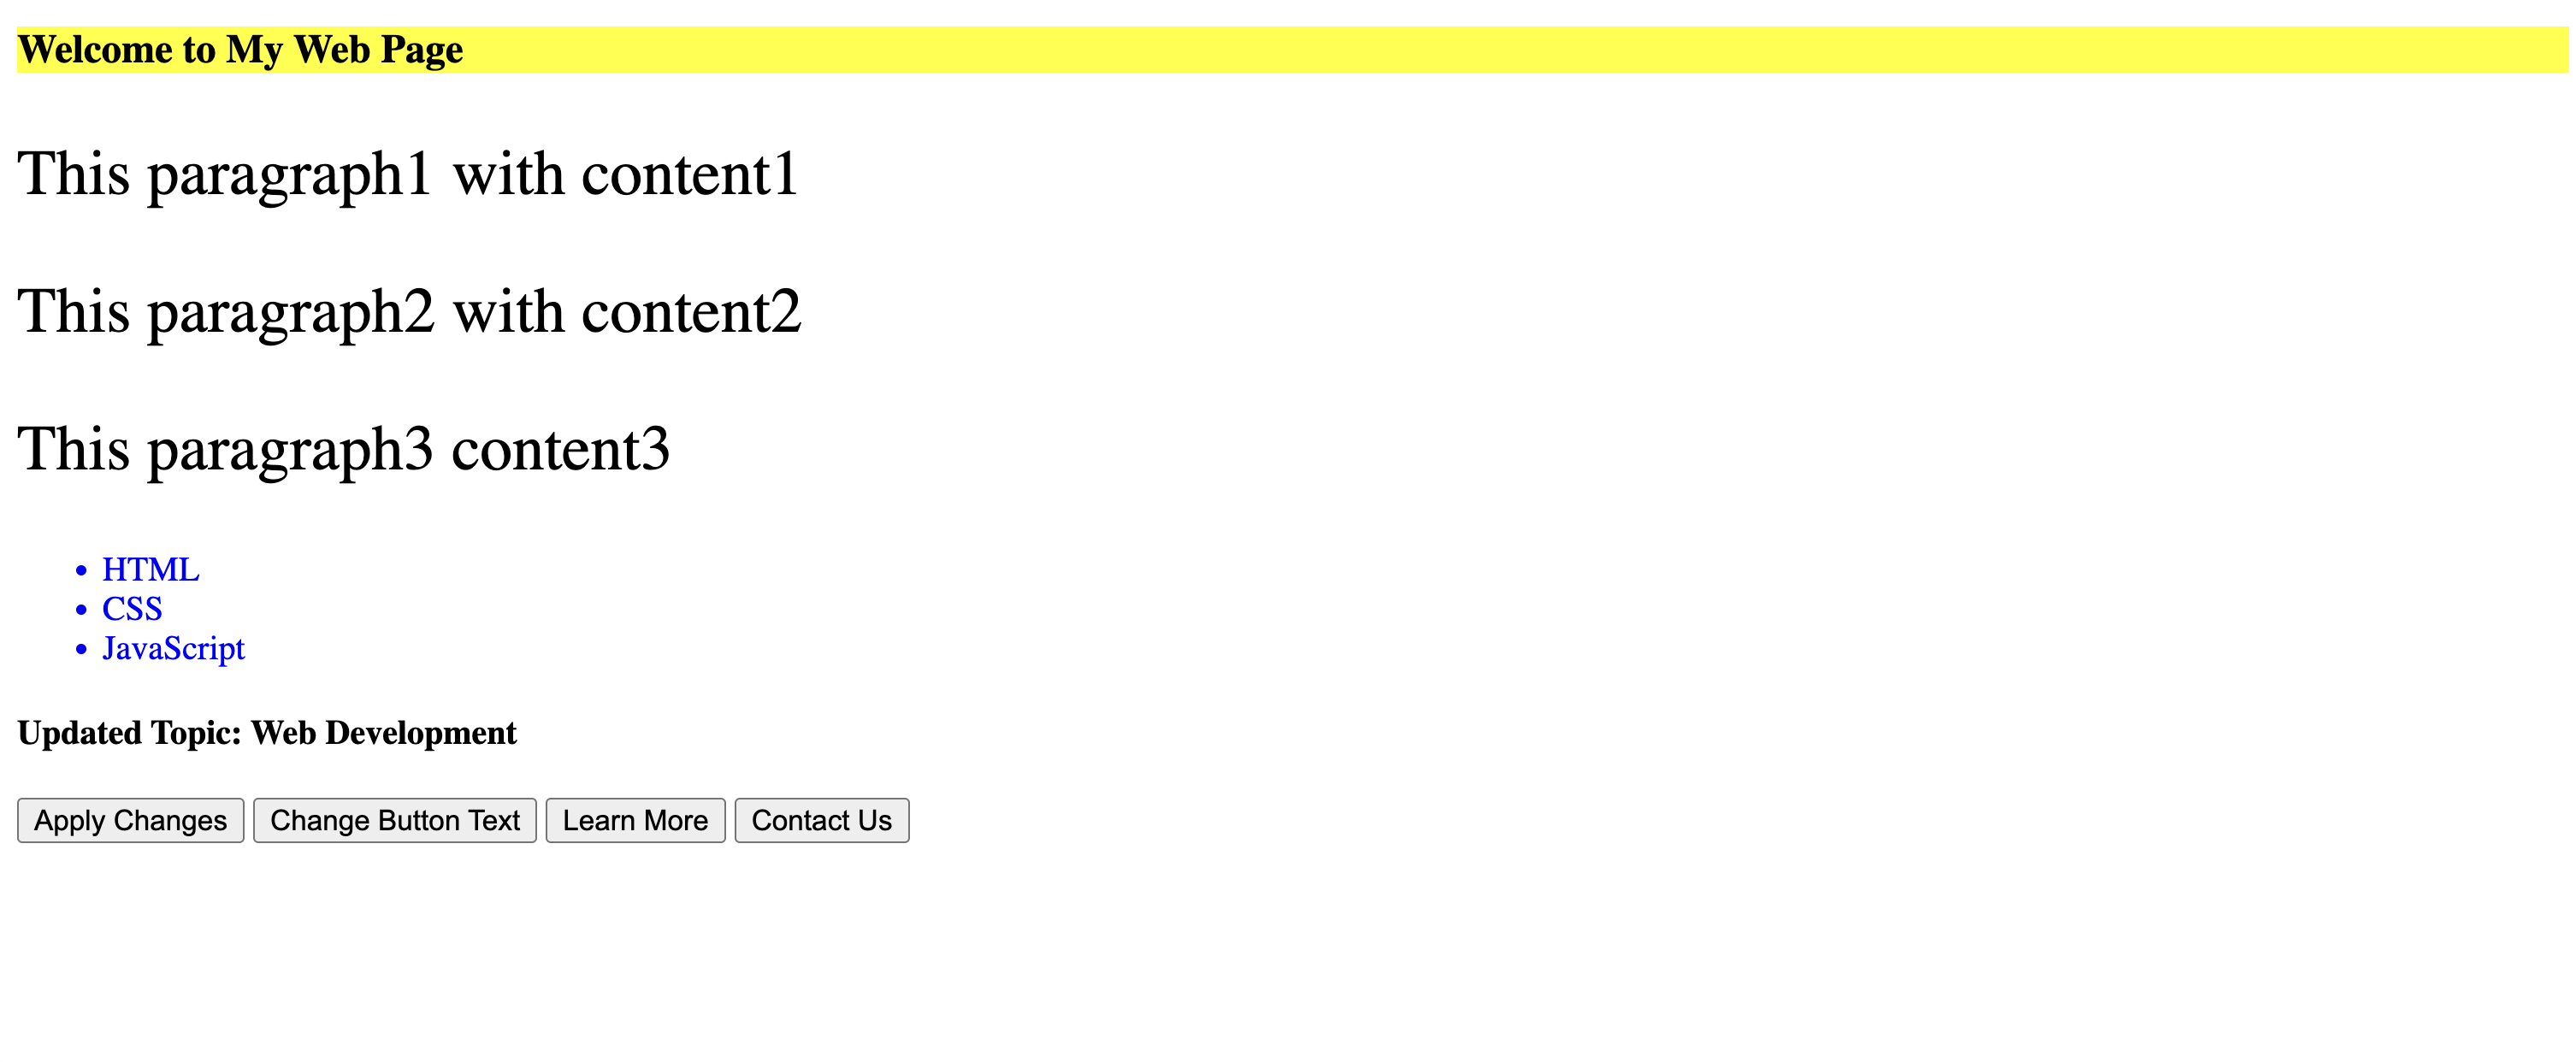 Welcome to My Web Page
This paragraph1 with content1
This paragraph2 with content2
This paragraph3 content3
HTML
CSS
JavaScript
Updated Topic: Web Development
Apply Changes Change Button Text Learn More Contact Us